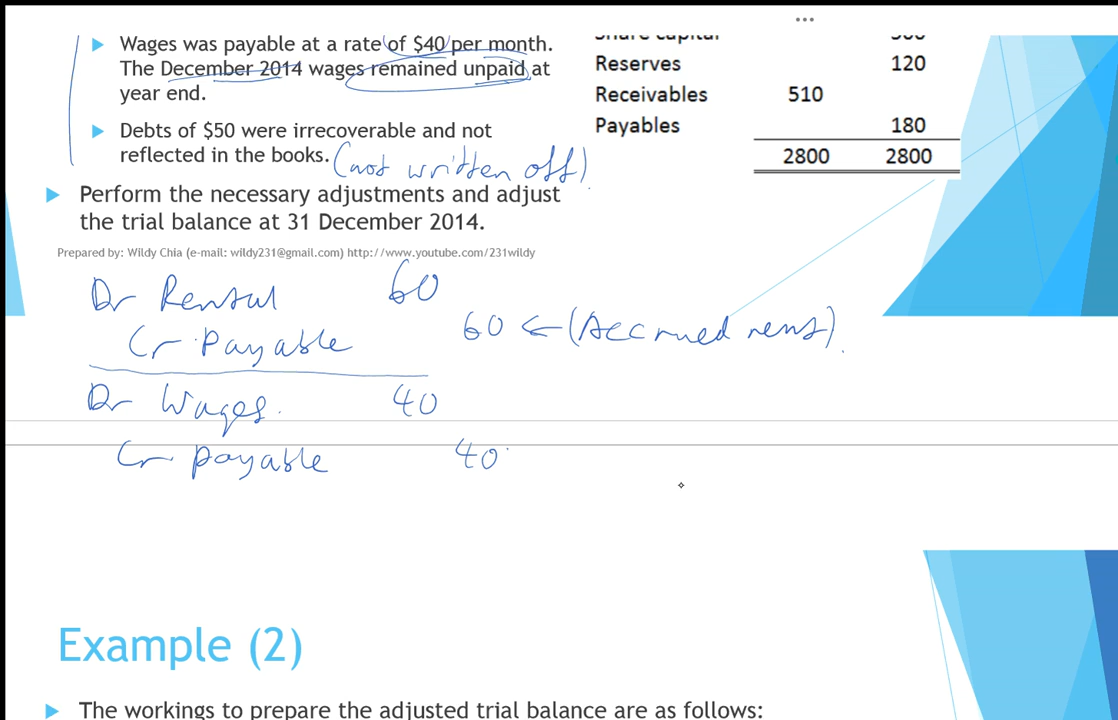 Wages was payable at a rate of $40 per month.
The December 2014 wages remained unpaid at
year end.
Debts of $50 were irrecoverable and not
reflected in the books. (not written off)
Perform the necessary adjustments and adjust
the trial balance at 31 December 2014.
Prepared by: Wildy Chia (e-mail: wildy231@gmail.com) http://www.youtube.com/231wildy
Share capital
Reserves 120
Receivables 510
Payables 180
2800 2800
Dr Rental 60
Cr Payable 60 ← (Accrued rent)
Dr Wages. 40
Cr payable 40
Example (2)
The workings to prepare the adjusted trial balance are as follows: